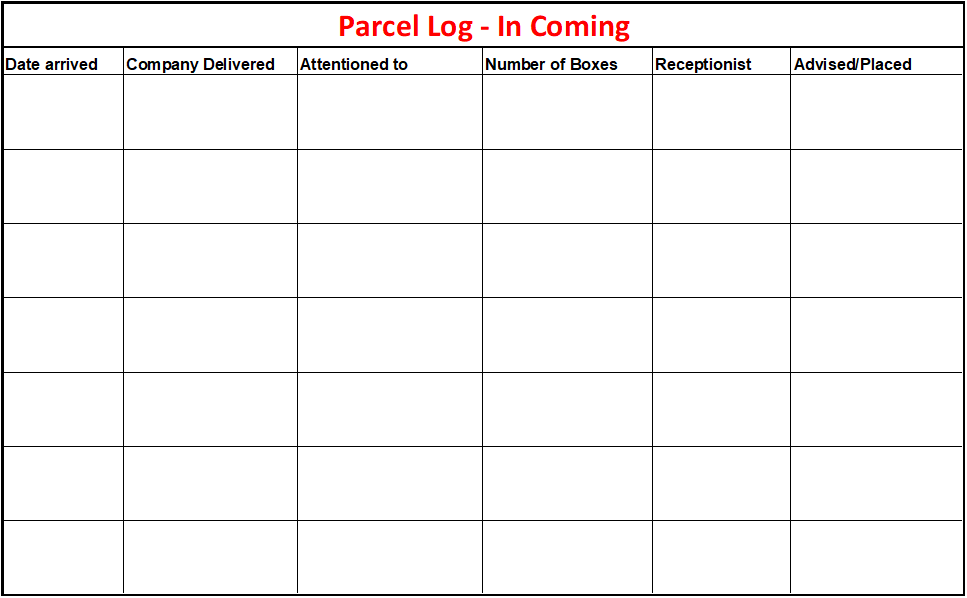 Parcel Log - In Coming
Date arrived Company Delivered Attentioned to Number of Boxes Receptionist Advised/Placed